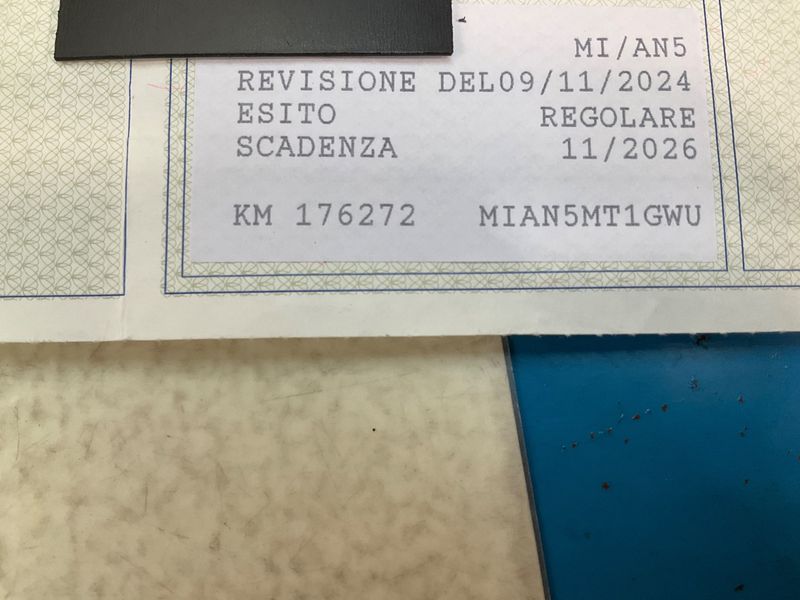 MI/AN5
REVISIONE DEL09/11/2024
ESITO REGOLARE
SCADENZA 11/2026
KM 176272 MIAN5MT1GWU